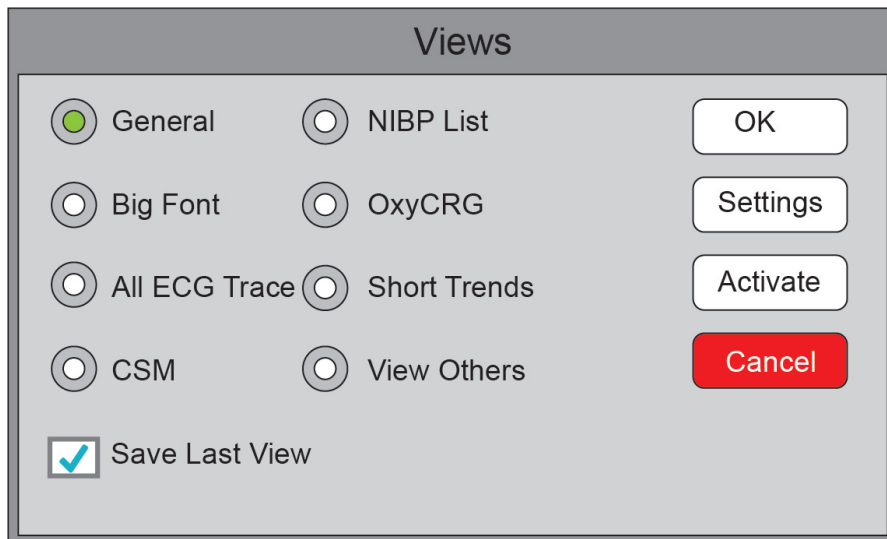 Views
General
NIBP List
OK
Big Font
OxyCRG
Settings
All ECG Trace
Short Trends
Activate
CSM
View Others
Cancel
Save Last View